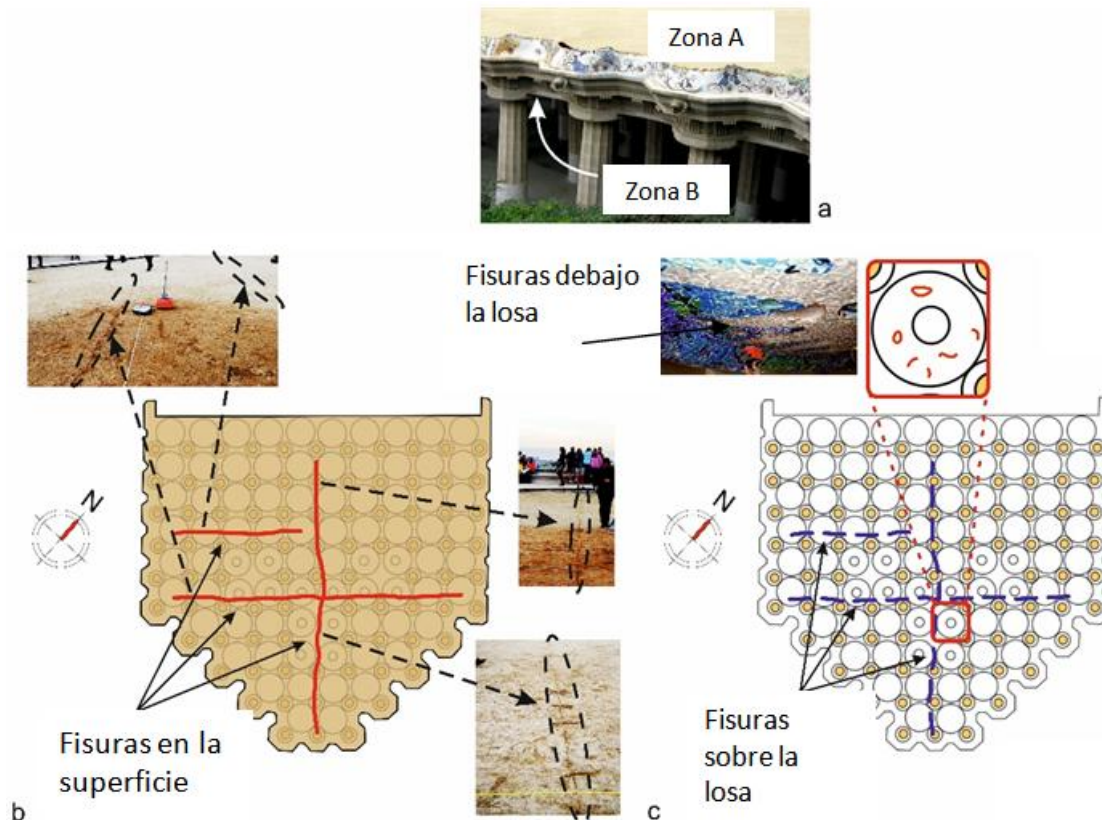 Zona A
Zona B
a
Fisuras debajo
la losa
N
N
Fisuras en la
superficie
b
Fisuras
sobre la
losa
c